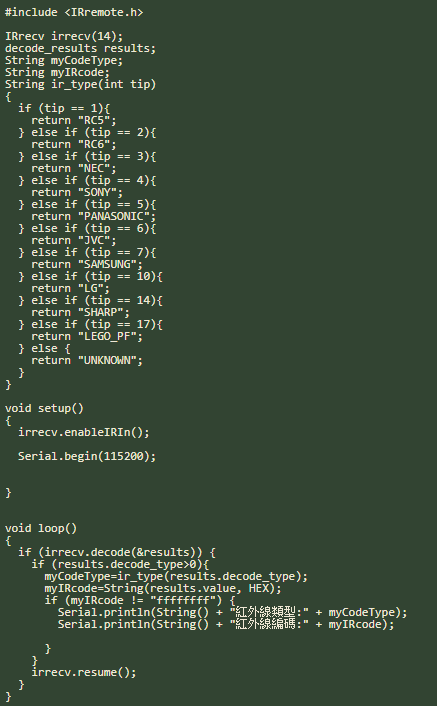 #include <IRremote.h>

IRrecv irrecv(14);
decode_results results;
String myCodeType;
String myIRcode;
String ir_type(int tip)
{
  if (tip == 1){
    return "RC5";
  } else if (tip == 2){
    return "RC6";
  } else if (tip == 3){
    return "NEC";
  } else if (tip == 4){
    return "SONY";
  } else if (tip == 5){
    return "PANASONIC";
  } else if (tip == 6){
    return "JVC";
  } else if (tip == 7){
    return "SAMSUNG";
  } else if (tip == 10){
    return "LG";
  } else if (tip == 14){
    return "SHARP";
  } else if (tip == 17){
    return "LEGO_PF";
  } else {
    return "UNKNOWN";
  }
}

void setup()
{
  irrecv.enableIRIn();

  Serial.begin(115200);


}


void loop()
{
  if (irrecv.decode(&results)) {
    if (results.decode_type>0){
      myCodeType=ir_type(results.decode_type);
      myIRcode=String(results.value, HEX);
      if (myIRcode != "ffffffff") {
        Serial.println(String() + "紅外線類型:" + myCodeType);
        Serial.println(String() + "紅外線編碼:" + myIRcode);

      }
    }
    irrecv.resume();
  }
}